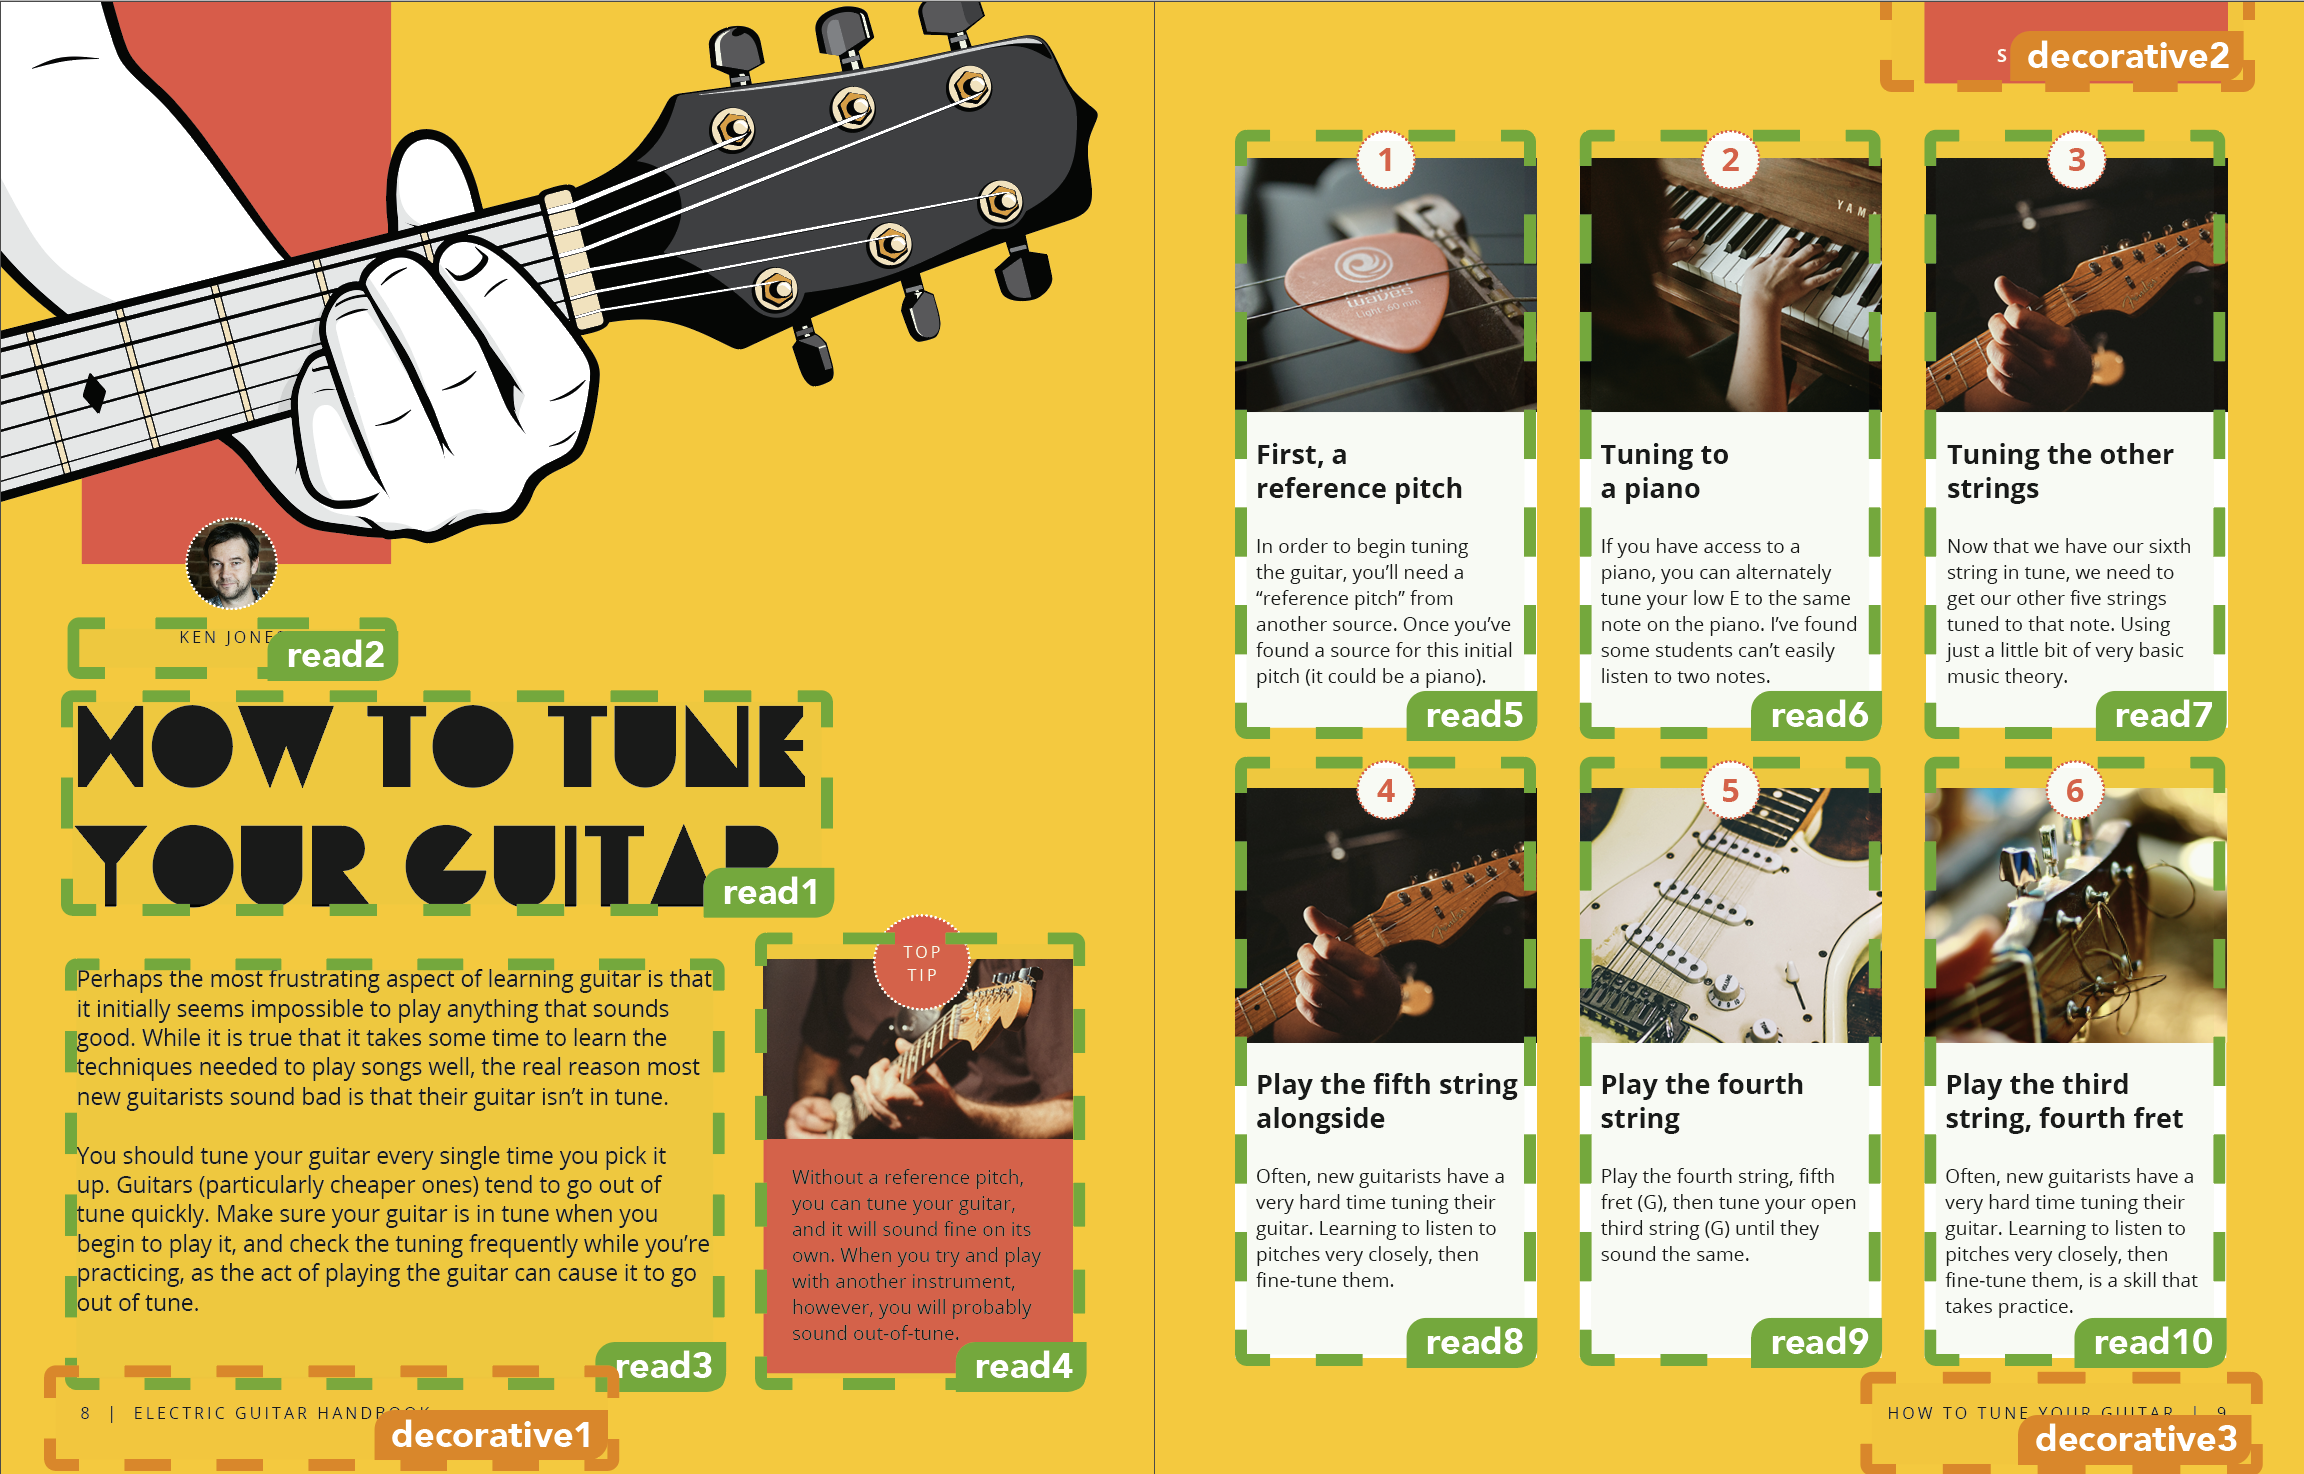 decorative2
KEN JONES
read2
HOW TO TUNE
YOUR GUITAR
read1
Perhaps the most frustrating aspect of learning guitar is that
it initially seems impossible to play anything that sounds
good. While it is true that it takes some time to learn the
techniques needed to play songs well, the real reason most
new guitarists sound bad is that their guitar isn’t in tune.
You should tune your guitar every single time you pick it
up. Guitars (particularly cheaper ones) tend to go out of
tune quickly. Make sure your guitar is in tune when you
begin to play it, and check the tuning frequently while you’re
practicing, as the act of playing the guitar can cause it to go
out of tune.
read3
TOP
TIP
Without a reference pitch,
you can tune your guitar,
and it will sound fine on its
own. When you try and play
with another instrument,
however, you will probably
sound out-of-tune.
read4
8 | ELECTRIC GUITAR HANDBOOK
decorative1
1
waves
Light .60 mm
First, a
reference pitch
In order to begin tuning
the guitar, you’ll need a
“reference pitch” from
another source. Once you’ve
found a source for this initial
pitch (it could be a piano).
read5
2
YAM
Tuning to
a piano
If you have access to a
piano, you can alternately
tune your low E to the same
note on the piano. I’ve found
some students can’t easily
listen to two notes.
read6
3
Tuning the other
strings
Now that we have our sixth
string in tune, we need to
get our other five strings
tuned to that note. Using
just a little bit of very basic
music theory.
read7
4
Play the fifth string
alongside
Often, new guitarists have a
very hard time tuning their
guitar. Learning to listen to
pitches very closely, then
fine-tune them.
read8
5
Play the fourth
string
Play the fourth string, fifth
fret (G), then tune your open
third string (G) until they
sound the same.
read9
6
Play the third
string, fourth fret
Often, new guitarists have a
very hard time tuning their
guitar. Learning to listen to
pitches very closely, then
fine-tune them, is a skill that
takes practice.
read10
HOW TO TUNE YOUR GUITAR | 9
decorative3